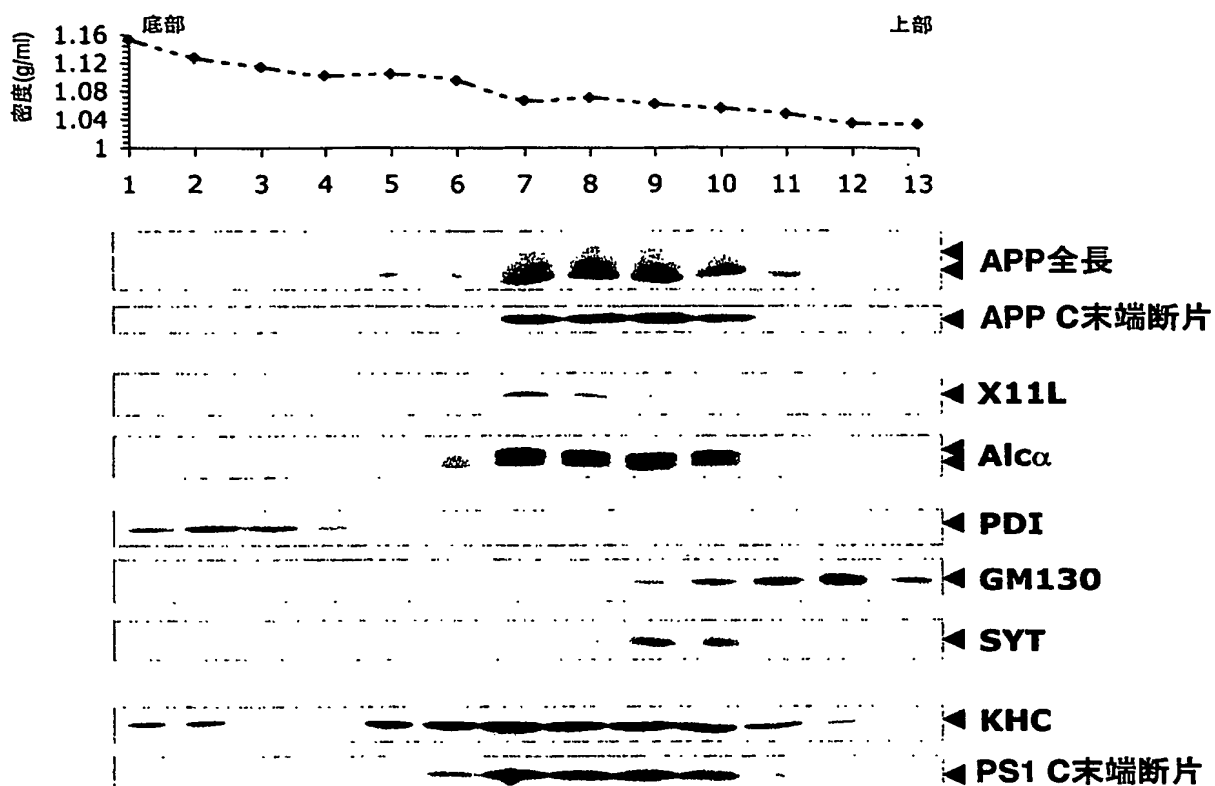 底部
上部
密度(g/ml)
1.16
1.12
1.08
1.04
1
1 2 3 4 5 6 7 8 9 10 11 12 13
APP全長
APP C末端断片
X11L
Alcα
PDI
GM130
SYT
KHC
PS1 C末端断片